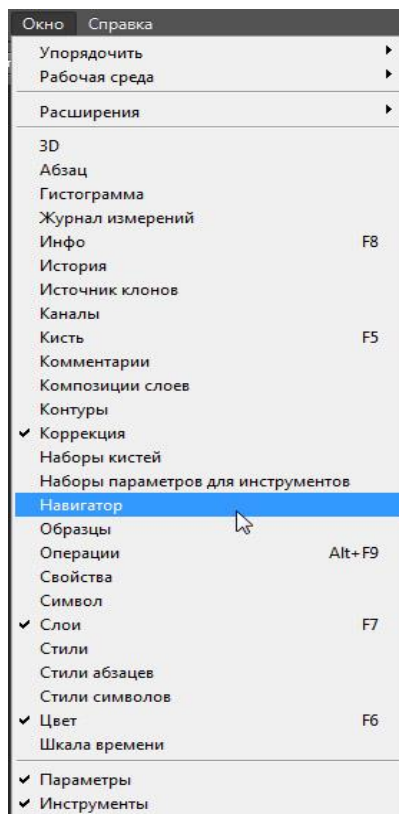 Окно Справка
Упорядочить
Рабочая среда
Расширения
3D
Абзац
Гистограмма
Журнал измерений
Инфо F8
История
Источник клонов
Каналы
Кисть F5
Комментарии
Композиции слоев
Контуры
Коррекция
Наборы кистей
Наборы параметров для инструментов
Навигатор
Образцы
Операции Alt+F9
Свойства
Символ
Слои F7
Стили
Стили абзацев
Стили символов
Цвет F6
Шкала времени
Параметры
Инструменты